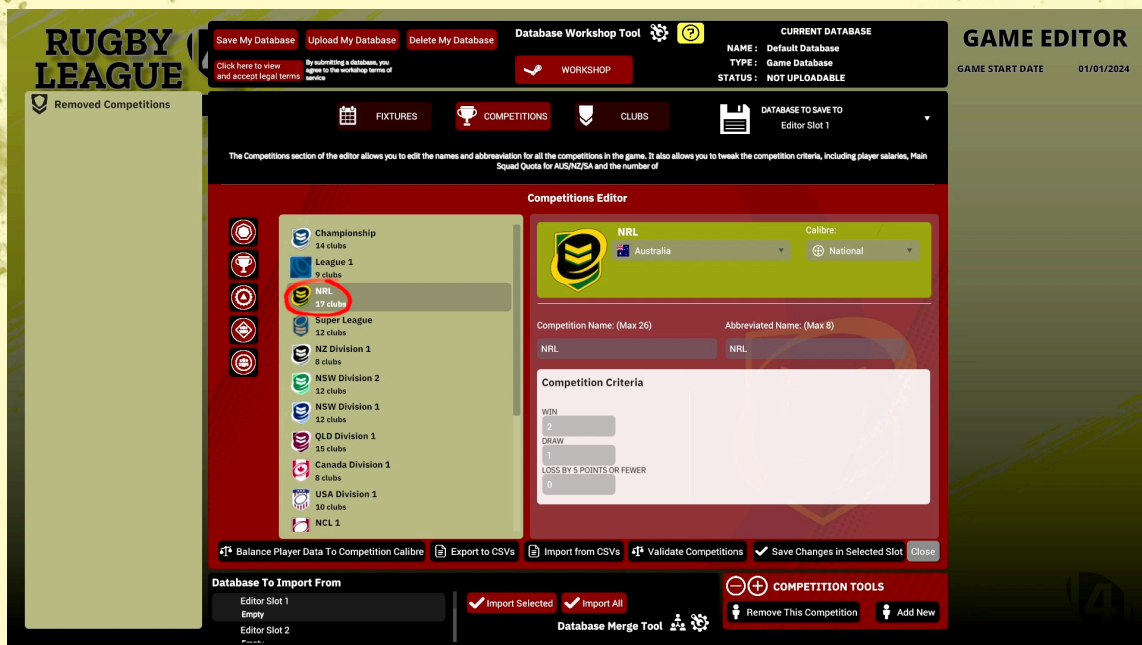 RUGBY
LEAGUE
Removed Competitions
Save My Database
Upload My Database
Delete My Database
Click here to view
and accept legal terms
By submitting a database, you
agree to the workshop terms of
service
Database Workshop Tool
?
WORKSHOP
CURRENT DATABASE
NAME : Default Database
TYPE : Game Database
STATUS : NOT UPLOADABLE
GAME EDITOR
GAME START DATE 01/01/2024
FIXTURES
COMPETITIONS
CLUBS
DATABASE TO SAVE TO
Editor Slot 1
The Competitions section of the editor allows you to edit the names and abbreaviation for all the competitions in the game. It also allows you to tweak the competition criteria, including player salaries, Main
Squad Quota for AUS/NZ/SA and the number of
Competitions Editor
Championship
14 clubs
League 1
9 clubs
NRL
17 clubs
Super League
12 clubs
NZ Division 1
8 clubs
NSW Division 2
12 clubs
NSW Division 1
12 clubs
QLD Division 1
15 clubs
Canada Division 1
8 clubs
USA Division 1
10 clubs
NCL 1
NRL
Australia
Calibre:
National
Competition Name: (Max 26)
NRL
Abbreviated Name: (Max 8)
NRL
Competition Criteria
WIN
2
DRAW
1
LOSS BY 5 POINTS OR FEWER
0
Balance Player Data To Competition Calibre
Export to CSVs
Import from CSVs
Validate Competitions
Save Changes in Selected Slot
Close
Database To Import From
Editor Slot 1
Empty
Editor Slot 2
Import Selected
Import All
Database Merge Tool
COMPETITION TOOLS
Remove This Competition
Add New